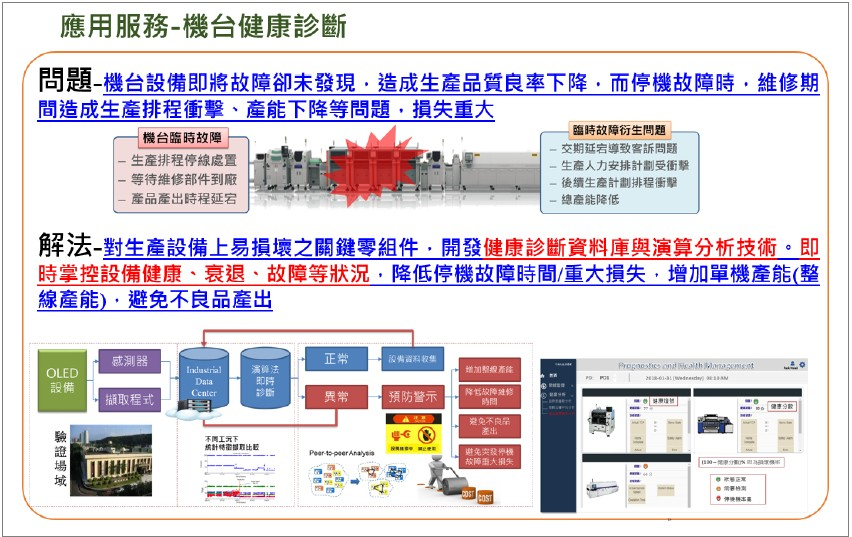 應用服務-機台健康診斷
問題-機台設備即將故障卻未發現，造成生產品質良率下降，而停機故障時，維修期
間造成生產排程衝擊、產能下降等問題，損失重大
機台臨時故障
– 生產排程停線處置
– 等待維修部件到廠
– 產品產出時程延宕
臨時故障衍生問題
– 交期延宕導致客訴問題
– 生產人力安排計劃受衝擊
– 後續生產計劃排程衝擊
– 總產能降低
解法-對生產設備上易損壞之關鍵零組件，開發健康診斷資料庫與演算分析技術。即
時掌控設備健康、衰退、故障等狀況，降低停機故障時間/重大損失，增加單機產能(整
線產能)，避免不良品產出
OLED
設備
感測器
擷取程式
Industrial
Data
Center
演算法
即時
診斷
正常
異常
設備資料收集
預防警示
增加整線產能
降低故障維修
時間
避免不良品
產出
避免突發停機
故障重大損失
驗
證
場
域
不同工況下
統計特徵擷取比較
Peer-to-peer Analysis
COST
COST
Prognostics and Health Management
健康燈號
健康分數
狀態正常
需要檢測